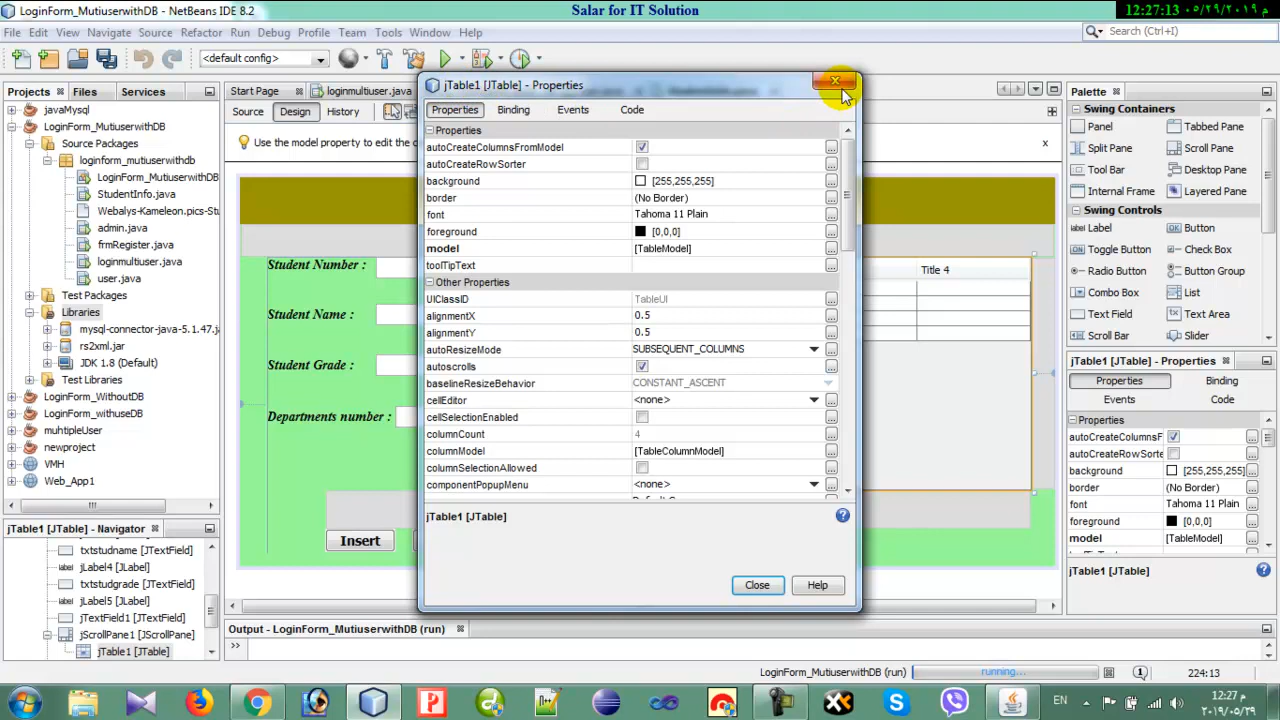 LoginForm_MutiuserwithDB - NetBeans IDE 8.2
Salar for IT Solution
12:27:13 م ٠٥/٢٩/٢٠١٩
File Edit View Navigate Source Refactor Run Debug Profile Team Tools Window Help
Search (Ctrl+I)
<default config>
Projects Files Services
javaMysql
LoginForm_MutiuserwithDB
Source Packages
loginform_mutiuserwithdb
LoginForm_MutiuserwithDB
StudentInfo.java
Webalys-Kameleon.pics-Stu
admin.java
frmRegister.java
loginmultiuser.java
user.java
Test Packages
Libraries
mysql-connector-java-5.1.47.ja
rs2xml.jar
JDK 1.8 (Default)
Test Libraries
LoginForm_WithoutDB
LoginForm_withuseDB
muhtipleUser
newproject
VMH
Web_App1
jTable1 [JTable] - Navigator
txtstudname [JTextField]
jLabel4 [JLabel]
txtstudgrade [JTextField]
jLabel5 [JLabel]
jTextField1 [JTextField]
jScrollPane1 [JScrollPane]
jTable1 [JTable]
Start Page loginmultiuser.java
Source Design History
Use the model property to edit the c
Student Number :
Student Name :
Student Grade :
Departments number :
Insert
Title 4
jTable1 [JTable] - Properties
Properties Binding Events Code
Properties
autoCreateColumnsFromModel
autoCreateRowSorter
background [255,255,255]
border (No Border)
font Tahoma 11 Plain
foreground [0,0,0]
model [TableModel]
toolTipText
Other Properties
UIClassID TableUI
alignmentX 0.5
alignmentY 0.5
autoResizeMode SUBSEQUENT_COLUMNS
autoscrolls
baselineResizeBehavior CONSTANT_ASCENT
cellEditor <none>
cellSelectionEnabled
columnCount 4
columnModel [TableColumnModel]
columnSelectionAllowed
componentPopupMenu <none>
jTable1 [JTable]
Close Help
Palette
Swing Containers
Panel Tabbed Pane
Split Pane Scroll Pane
Tool Bar Desktop Pane
Internal Frame Layered Pane
Swing Controls
Label Button
Toggle Button Check Box
Radio Button Button Group
Combo Box List
Text Field Text Area
Scroll Bar Slider
jTable1 [JTable] - Properties
Properties Binding
Events Code
Properties
autoCreateColumnsF
autoCreateRowSorte
background [255,255,255]
border (No Border)
font Tahoma 11 Plain
foreground [0,0,0]
model [TableModel]
jTable1 [JTable]
Output - LoginForm_MutiuserwithDB (run)
LoginForm_MutiuserwithDB (run) running... 224:13
EN
12:27 م
٢٠١٩/٠٥/٢٩